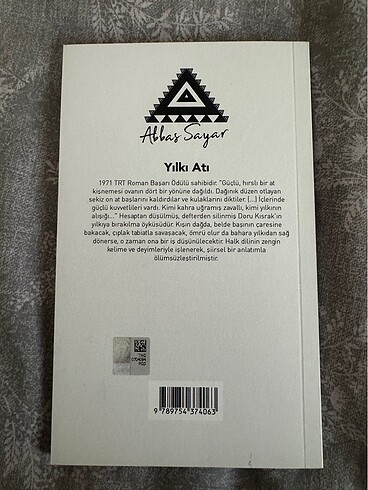 Abbas Sayar
Yılkı Atı
1971 TRT Roman Başarı Ödülü sahibidir. "Güçlü, hırslı bir at
kişnemesi ovanın dört bir yönüne dağıldı. Dağınık düzen otlayan
sekiz on at başlarını kaldırdılar ve kulaklarını diktiler. [...] İçlerinde
güçlü kuvvetlileri vardı. Kimi kahra uğramış zavallı, kimi yılkının
alışığı..." Hesaptan düşülmüş, defterden silinmiş Doru Kısrak'ın
yılkıya bırakılma öyküsüdür. Kışın dağda, belde başının çaresine
bakacak, çıplak tabiatla savaşacak, ömrü olur da bahara yılkıdan sağ
dönerse, o zaman ona bir iş düşünülecektir. Halk dilinin zengin
kelime ve deyimleriyle işlenerek, şiirsel bir anlatımla
ölümsüzleştirilmiştir.
9 789754 374063